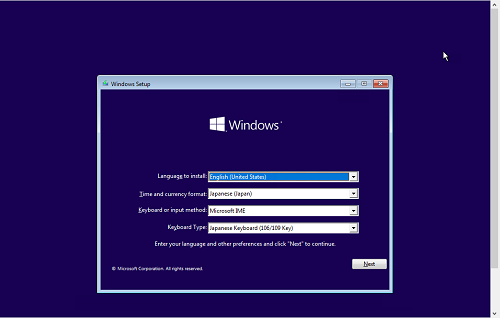 Windows Setup
Windows
Language to install: English (United States)
Time and currency format: Japanese (Japan)
Keyboard or input method: Microsoft IME
Keyboard Type: Japanese Keyboard (106/109 Key)
Enter your language and other preferences and click "Next" to continue.
© Microsoft Corporation. All rights reserved.
Next